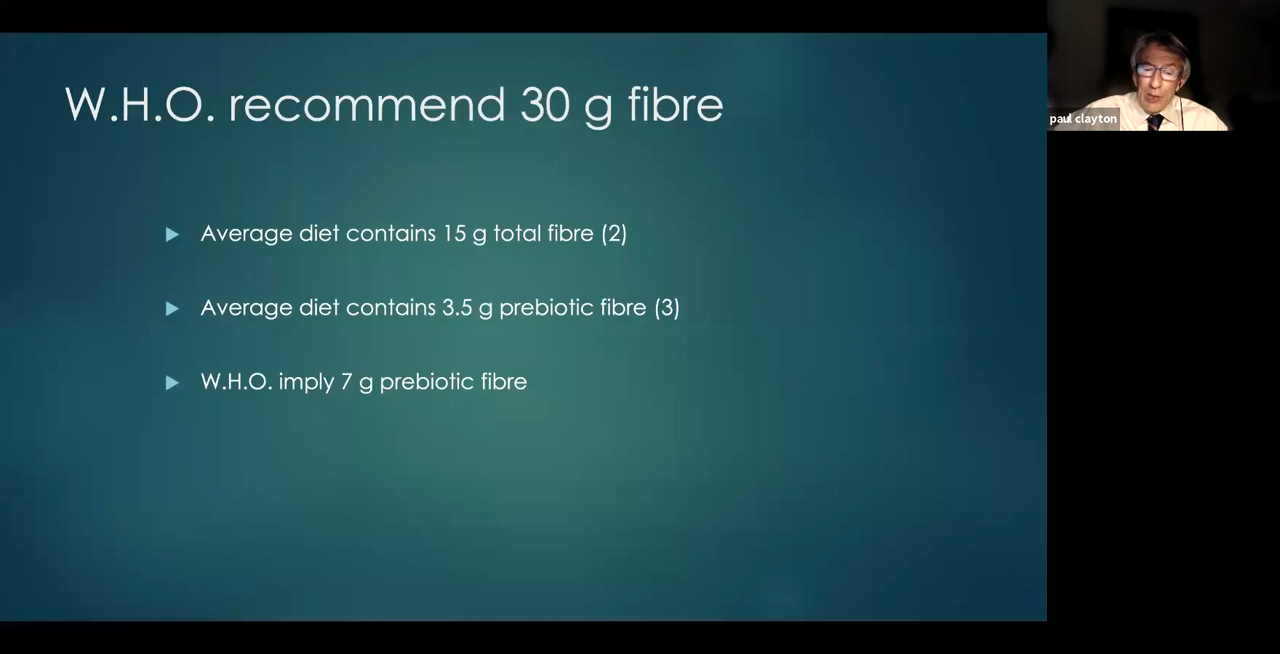 W.H.O. recommend 30 g fibre
Average diet contains 15 g total fibre (2)
Average diet contains 3.5 g prebiotic fibre (3)
W.H.O. imply 7 g prebiotic fibre
paul clayton